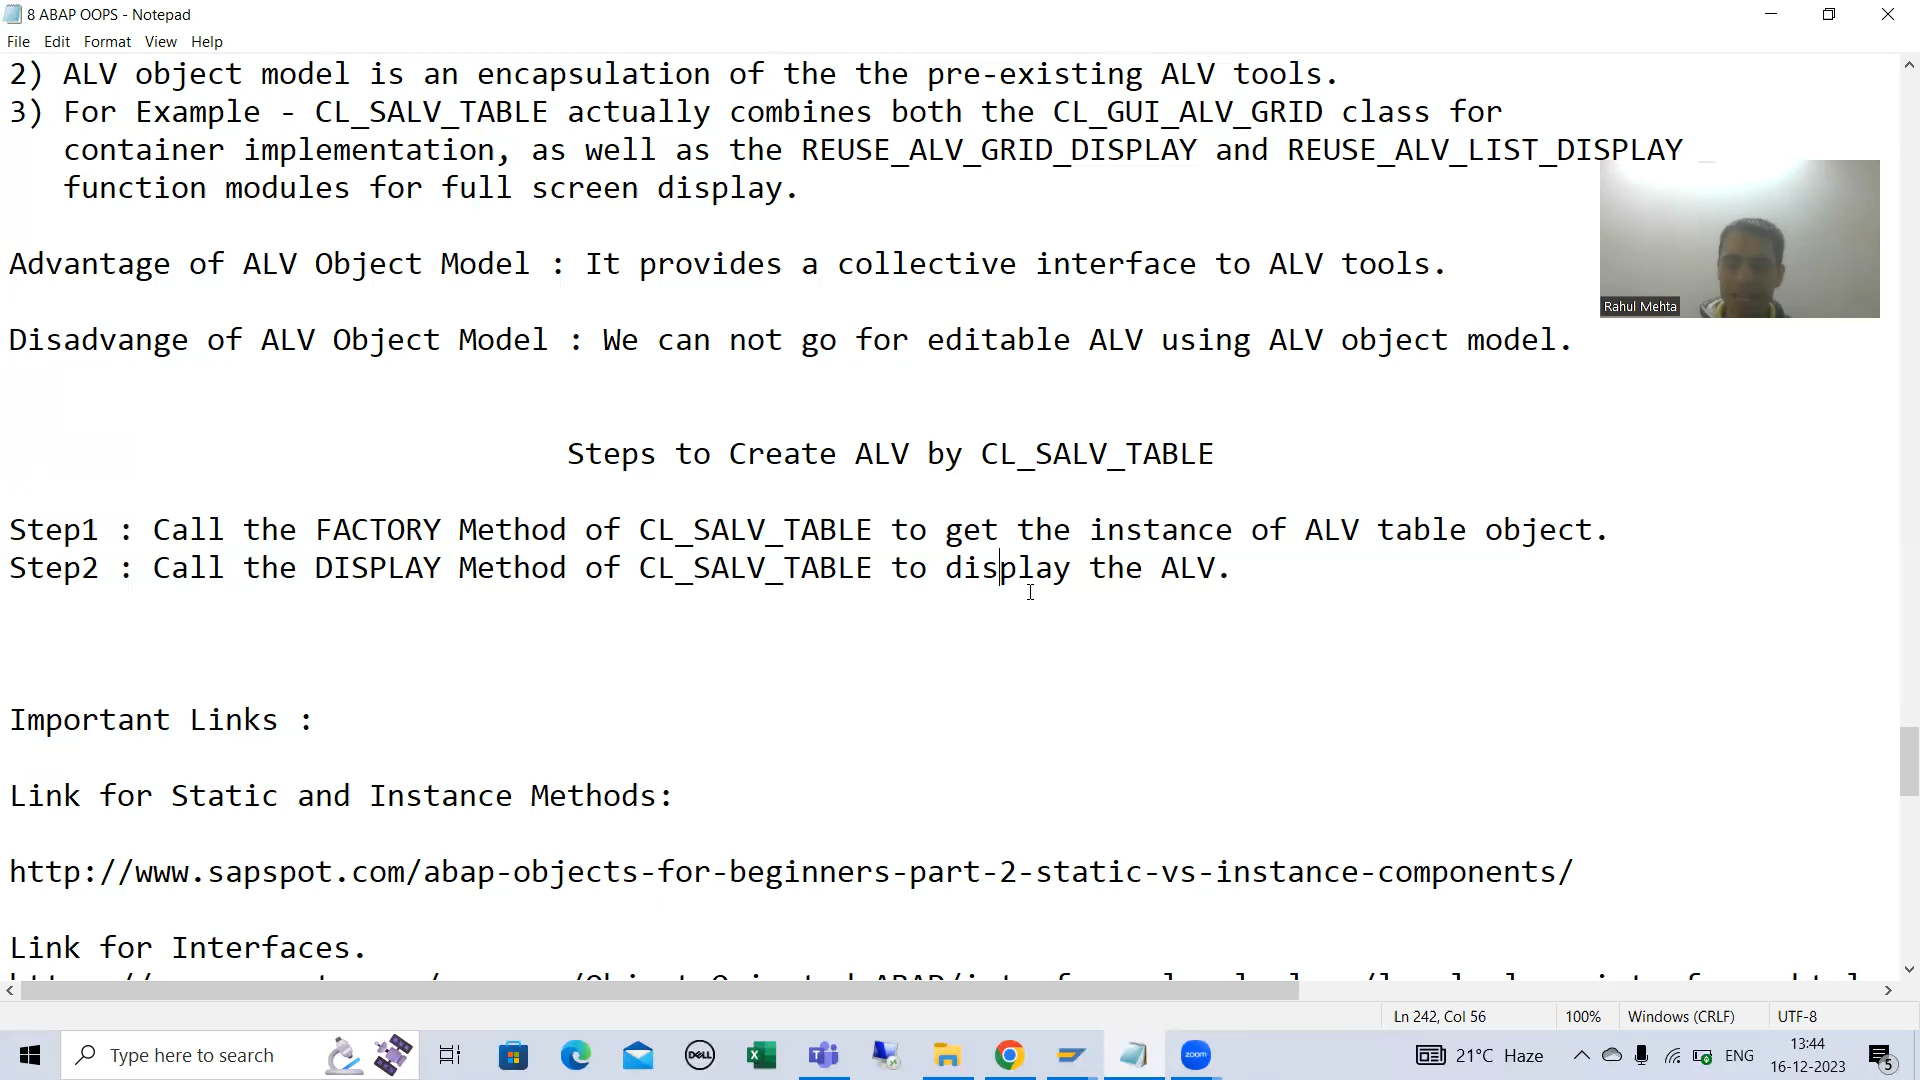 8 ABAP OOPS - Notepad
File Edit Format View Help
2) ALV object model is an encapsulation of the the pre-existing ALV tools.
3) For Example - CL_SALV_TABLE actually combines both the CL_GUI_ALV_GRID class for
container implementation, as well as the REUSE_ALV_GRID_DISPLAY and REUSE_ALV_LIST_DISPLAY
function modules for full screen display.
Advantage of ALV Object Model : It provides a collective interface to ALV tools.
Rahul Mehta
Disadvange of ALV Object Model : We can not go for editable ALV using ALV object model.
Steps to Create ALV by CL_SALV_TABLE
Step1 : Call the FACTORY Method of CL_SALV_TABLE to get the instance of ALV table object.
Step2 : Call the DISPLAY Method of CL_SALV_TABLE to display the ALV.
Important Links :
Link for Static and Instance Methods:
http://www.sapspot.com/abap-objects-for-beginners-part-2-static-vs-instance-components/
Link for Interfaces.
Ln 242, Col 56 100% Windows (CRLF) UTF-8
Type here to search
DELL
zoom
21°C Haze
ENG
13:44
16-12-2023
5